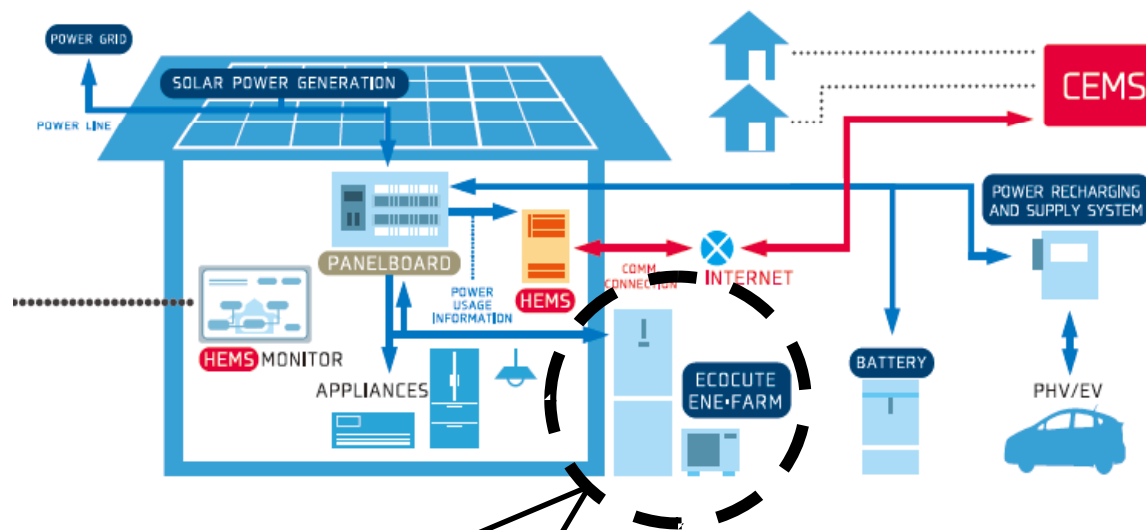 POWER GRID
SOLAR POWER GENERATION
POWER LINE
CEMS
POWER RECHARGING
AND SUPPLY SYSTEM
PANELBOARD
HEMS
COMM
CONNECTION
INTERNET
POWER
USAGE
INFORMATION
HEMS MONITOR
APPLIANCES
ECOCUTE
ENE•FARM
BATTERY
PHV/EV